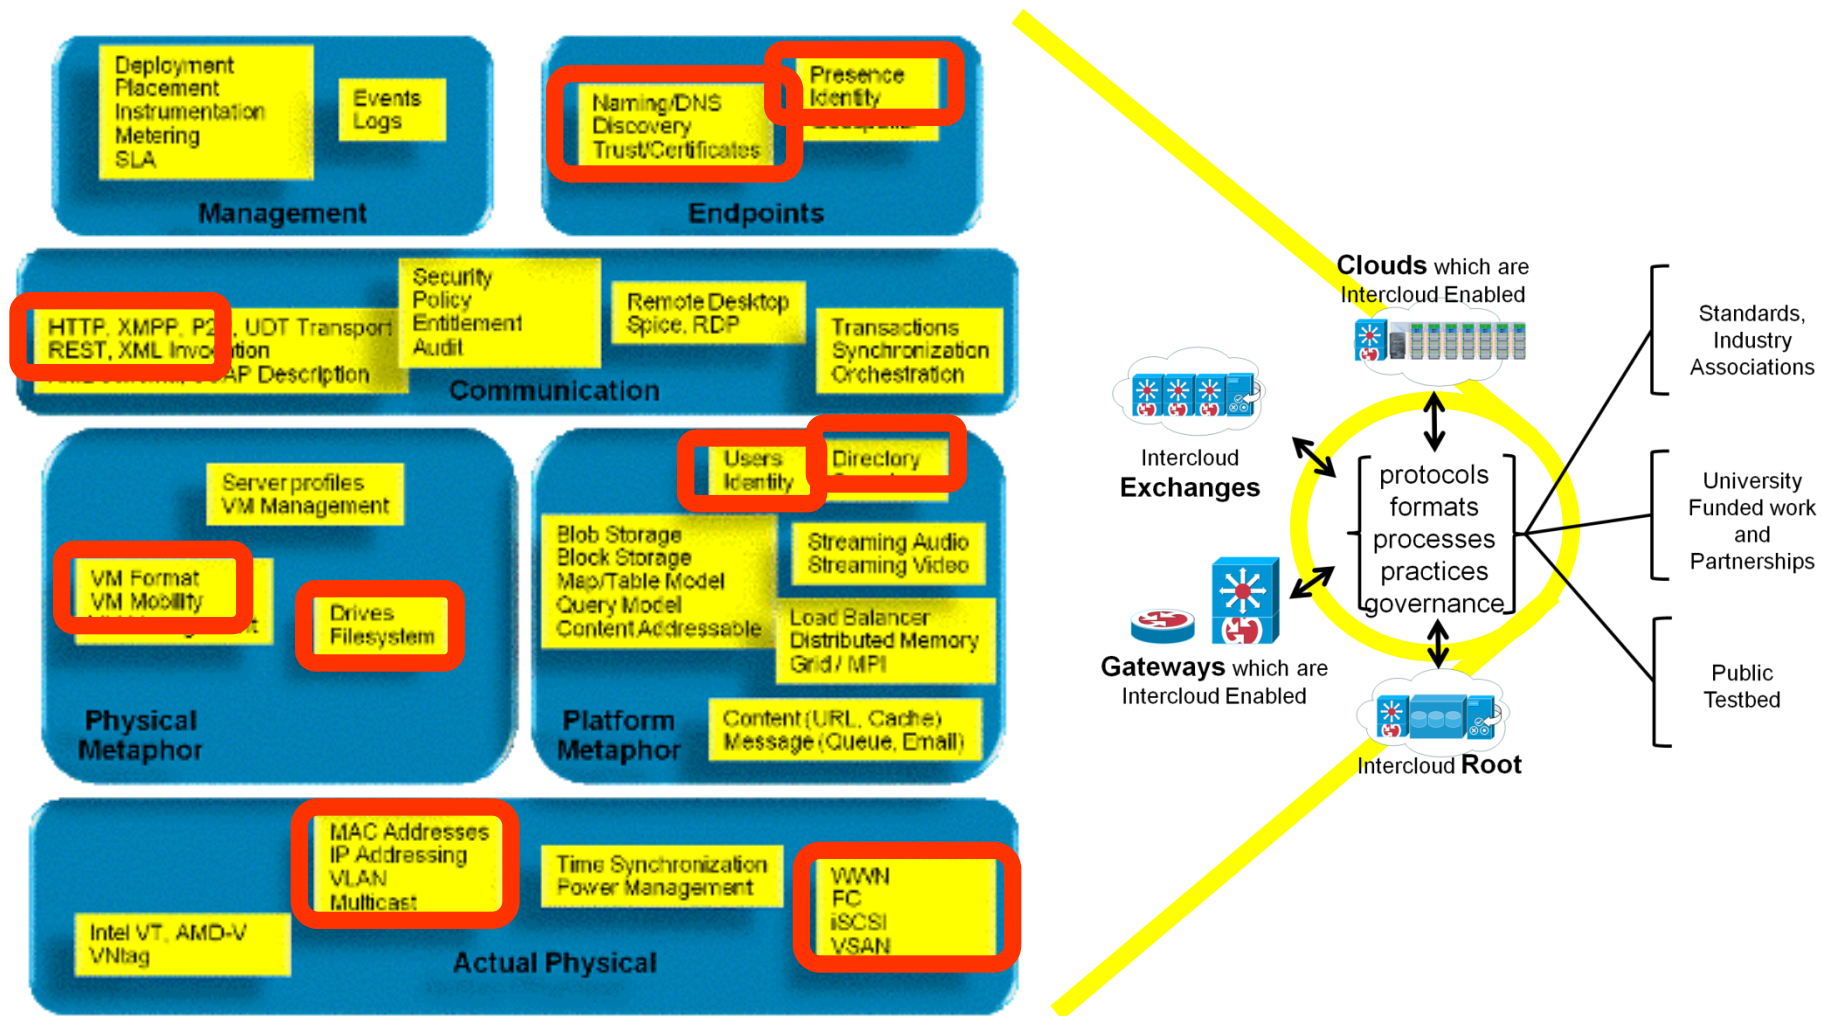 Deployment
Placement
Instrumentation
Metering
SLA
Events
Logs
Management
Naming/DNS
Discovery
Trust/Certificates
Presence
Identity
Endpoints
HTTP, XMPP, P2 , UDT Transport
REST, XML Invocation
AP Description
Security
Policy
Entitlement
Audit
Remote Desktop
Spice, RDP
Transactions
Synchronization
Orchestration
Communication
Server profiles
VM Management
VM Format
VM Mobility
Drives
Filesystem
Physical
Metaphor
Users
Identity
Directory
Blob Storage
Block Storage
Map/Table Model
Query Model
Content Addressable
Streaming Audio
Streaming Video
Load Balancer
Distributed Memory
Grid / MPI
Content (URL, Cache)
Message (Queue, Email)
Platform
Metaphor
MAC Addresses
IP Addressing
VLAN
Multicast
Time Synchronization
Power Management
WWN
FC
iSCSI
VSAN
Intel VT, AMD-V
VNtag
Actual Physical
Clouds which are
Intercloud Enabled
Intercloud
Exchanges
Gateways which are
Intercloud Enabled
Intercloud Root
protocols
formats
processes
practices
governance
Standards,
Industry
Associations
University
Funded work
and
Partnerships
Public
Testbed